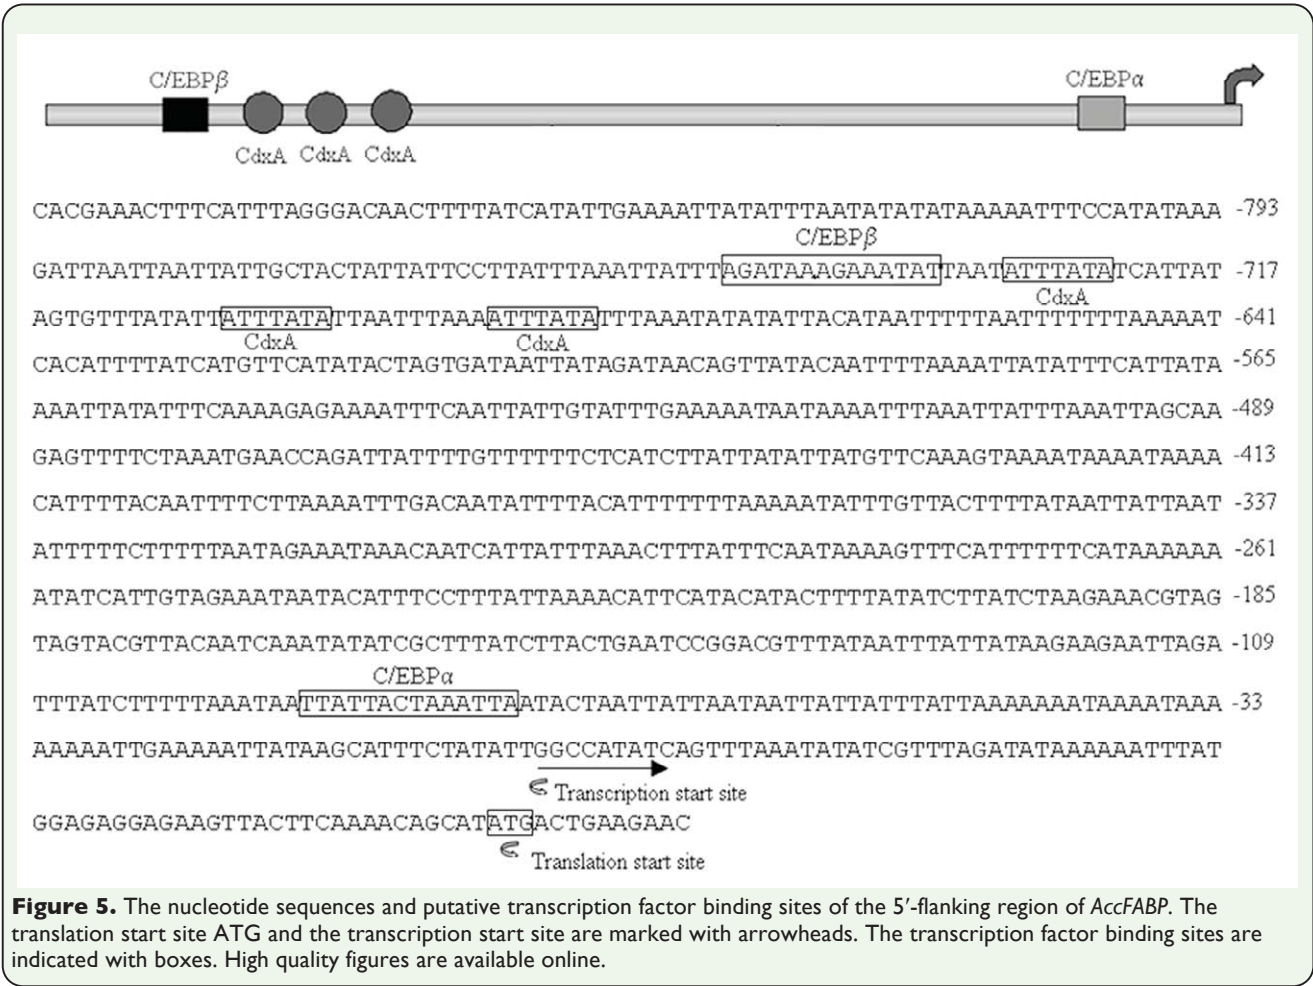 C/EBPβ
C/EBPα
CdxA CdxA CdxA
CACGAAACTTTCATTTAGGGACAACTTTTATCATATTGAAAATTATATTTAATATATATAAAAATTTCCATATAAA -793
C/EBPβ
GATTAATTAATTATTGCTACTATTATTCCTTATTTAAATTATTTAGATAAAGAAATATTAATATTTATATCATTAT -717
CdxA
AGTGTTTATATTATTTATATTAATTTAAAATTTATATTTAAATATATATTACATAATTTTTAATTTTTTTAAAAAT -641
CdxA CdxA
CACATTTTATCATGTTCATATACTAGTGATAATTATAGATAACAGTTATACAATTTTAAAATTATATTTCATTATA -565
AAATTATATTTCAAAAGAGAAAATTTCAATTATTGTATTTGAAAAATAATAAAATTTAAATTATTTAAATTAGCAA -489
GAGTTTTCTAAATGAACCAGATTATTTTGTTTTTTCTCATCTTATTATATTATGTTCAAAGTAAAATAAAATAAAA -413
CATTTTACAATTTTCTTAAAATTTGACAATATTTTACATTTTTTTAAAAATATTTGTTACTTTTATAATTATTAAT -337
ATTTTTCTTTTTAATAGAAATAAACAATCATTATTTAAACTTTATTTCAATAAAAGTTTCATTTTTTCATAAAAAA -261
ATATCATTGTAGAAATAATACATTTCCTTTATTAAAACATTCATACATACTTTTATATCTTATCTAAGAAACGTAG -185
TAGTACGTTACAATCAAATATATCGCTTTATCTTACTGAATCCGGACGTTTATAATTTATTATAAGAAGAATTAGA -109
C/EBPα
TTTATCTTTTTAAATAATTATTACTAAATTAATACTAATTATTAATAATTATTATTTATTAAAAAAATAAAATAAA -33
AAAAATTGAAAAATTATAAGCATTTCTATATTGGCCATATCAGTTTAAATATATCGTTTAGATATAAAAAATTTAT
Transcription start site
GGAGAGGAGAAGTTACTTCAAAACAGCATATGACTGAAGAAC
Translation start site
Figure 5. The nucleotide sequences and putative transcription factor binding sites of the 5′-flanking region of AccFABP. The
translation start site ATG and the transcription start site are marked with arrowheads. The transcription factor binding sites are
indicated with boxes. High quality figures are available online.